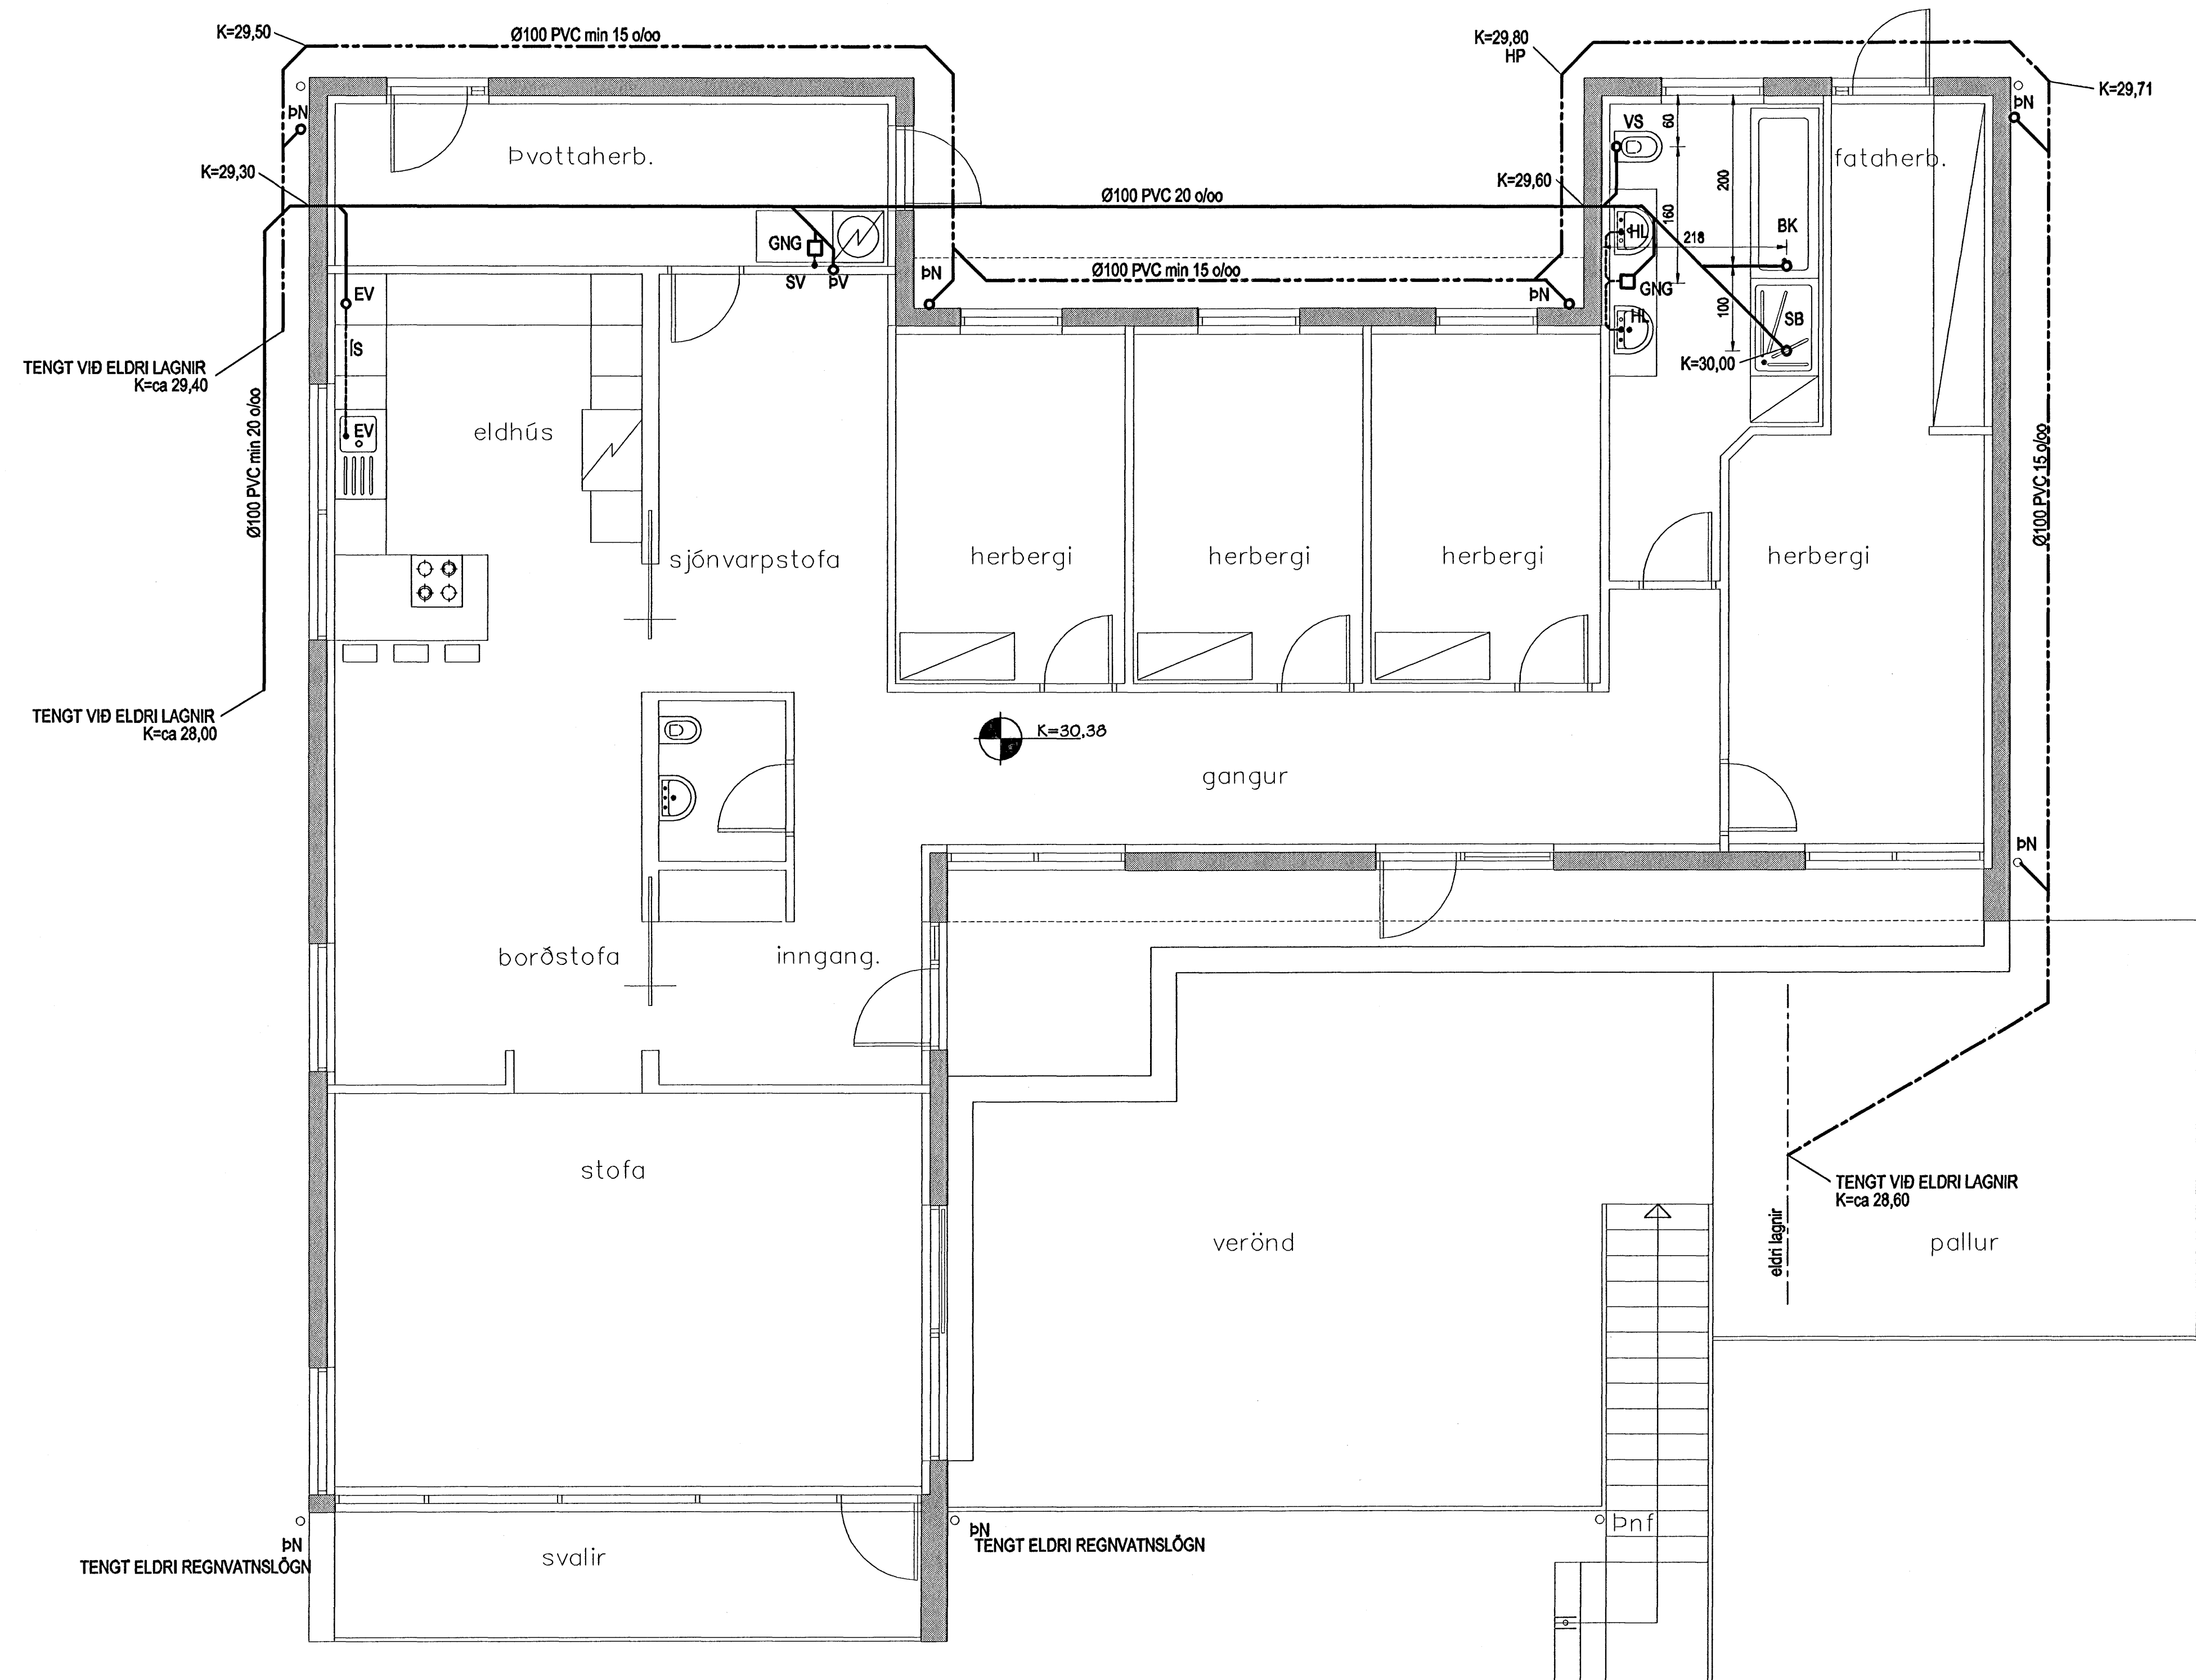 K=29,50
Ø100 PVC min 15 o/oo
K=29,80
HP
K=29,71
ÞN
ÞN
VS
60
Þvottaherb.
fataherb.
K=29,30
Ø100 PVC 20 o/oo
K=29,60
200
160
BK
HL
218
GNG
SV
ÞV
ÞN
Ø100 PVC min 15 o/oo
ÞN
GNG
100
SB
HL
K=30,00
EV
ÍS
TENGT VIÐ ELDRI LAGNIR
K=ca 29,40
Ø100 PVC min 20 o/oo
EV
eldhús
Ø100 PVC 15 o/oo
sjónvarpstofa
herbergi
herbergi
herbergi
herbergi
TENGT VIÐ ELDRI LAGNIR
K=ca 28,00
K=30,38
gangur
ÞN
borðstofa
inngang.
stofa
TENGT VIÐ ELDRI LAGNIR
K=ca 28,60
eldri lagnir
verönd
pallur
ÞN
TENGT ELDRI REGNVATNSLÖGN
ÞN
TENGT ELDRI REGNVATNSLÖGN
Þnf
svalir